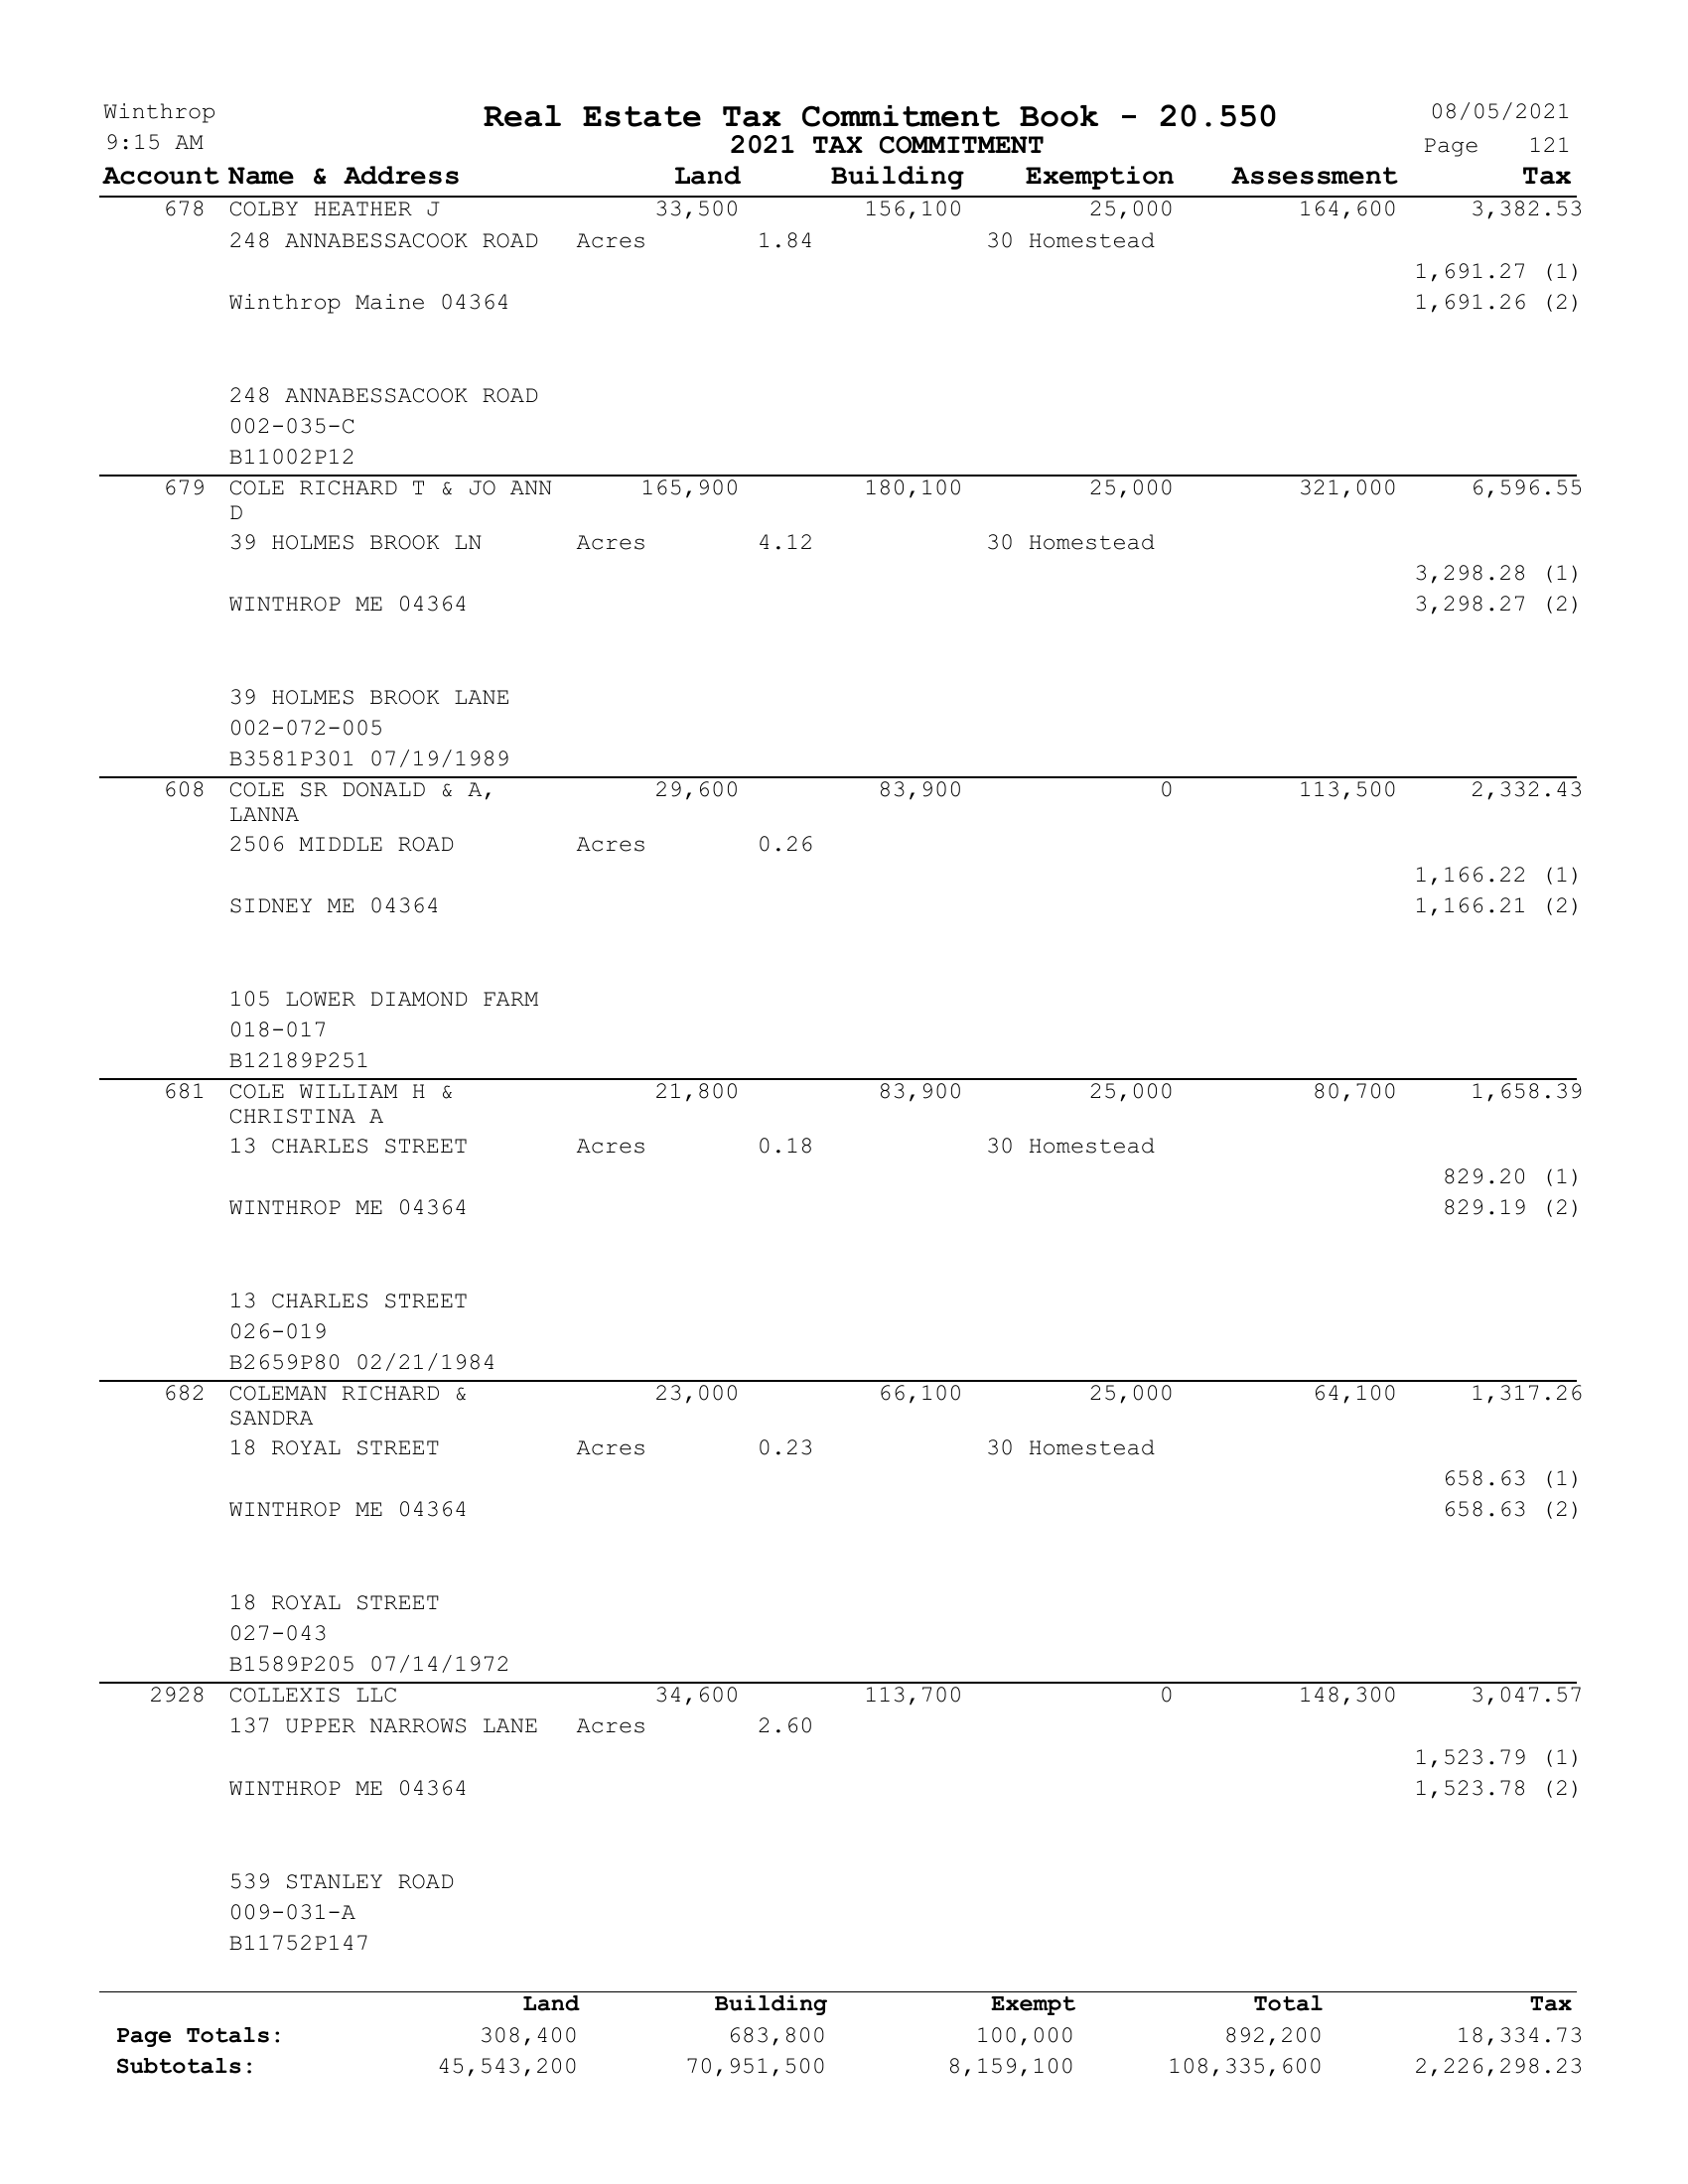 Winthrop Real Estate Tax Commitment Book - 20.550 08/05/2021
9:15 AM 2021 TAX COMMITMENT Page 121
Account Name & Address Land Building Exemption Assessment Tax
678 COLBY HEATHER J 33,500 156,100 25,000 164,600 3,382.53
248 ANNABESSACOOK ROAD Acres 1.84 30 Homestead
1,691.27 (1)
Winthrop Maine 04364 1,691.26 (2)
248 ANNABESSACOOK ROAD
002-035-C
B11002P12
679 COLE RICHARD T & JO ANN 165,900 180,100 25,000 321,000 6,596.55
D
39 HOLMES BROOK LN Acres 4.12 30 Homestead
3,298.28 (1)
WINTHROP ME 04364 3,298.27 (2)
39 HOLMES BROOK LANE
002-072-005
B3581P301 07/19/1989
608 COLE SR DONALD & A, 29,600 83,900 0 113,500 2,332.43
LANNA
2506 MIDDLE ROAD Acres 0.26
1,166.22 (1)
SIDNEY ME 04364 1,166.21 (2)
105 LOWER DIAMOND FARM
018-017
B12189P251
681 COLE WILLIAM H & 21,800 83,900 25,000 80,700 1,658.39
CHRISTINA A
13 CHARLES STREET Acres 0.18 30 Homestead
829.20 (1)
WINTHROP ME 04364 829.19 (2)
13 CHARLES STREET
026-019
B2659P80 02/21/1984
682 COLEMAN RICHARD & 23,000 66,100 25,000 64,100 1,317.26
SANDRA
18 ROYAL STREET Acres 0.23 30 Homestead
658.63 (1)
WINTHROP ME 04364 658.63 (2)
18 ROYAL STREET
027-043
B1589P205 07/14/1972
2928 COLLEXIS LLC 34,600 113,700 0 148,300 3,047.57
137 UPPER NARROWS LANE Acres 2.60
1,523.79 (1)
WINTHROP ME 04364 1,523.78 (2)
539 STANLEY ROAD
009-031-A
B11752P147
Land Building Exempt Total Tax
Page Totals: 308,400 683,800 100,000 892,200 18,334.73
Subtotals: 45,543,200 70,951,500 8,159,100 108,335,600 2,226,298.23